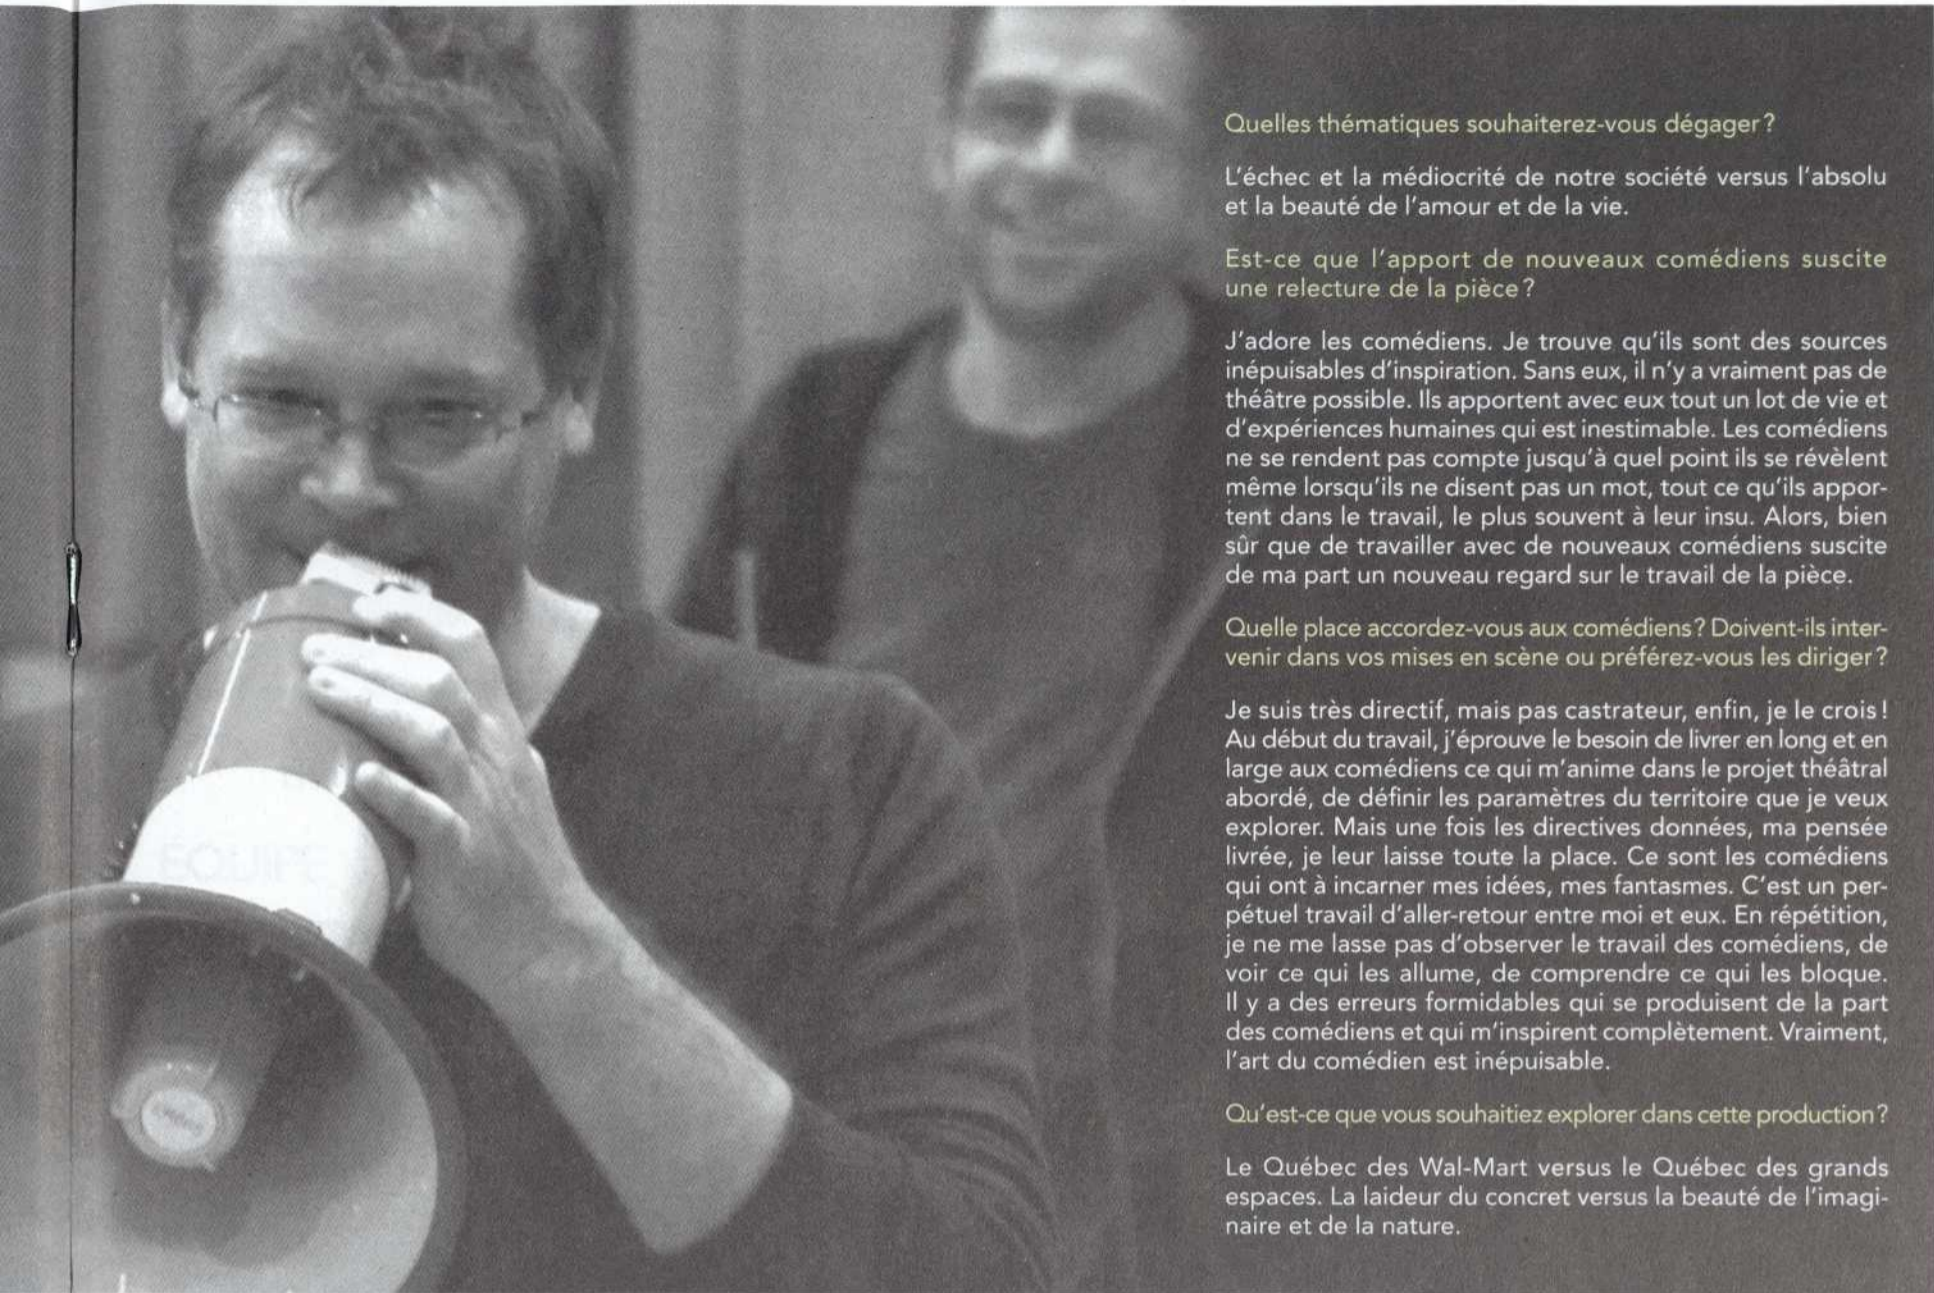 Quelles thématiques souhaiterez-vous dégager ?
L'échec et la médiocrité de notre société versus l'absolu
et la beauté de l'amour et de la vie.
Est-ce que l'apport de nouveaux comédiens suscite
une relecture de la pièce ?
J'adore les comédiens. Je trouve qu'ils sont des sources
inépuisables d'inspiration. Sans eux, il n'y a vraiment pas de
théâtre possible. Ils apportent avec eux tout un lot de vie et
d'expériences humaines qui est inestimable. Les comédiens
ne se rendent pas compte jusqu'à quel point ils se révèlent
même lorsqu'ils ne disent pas un mot, tout ce qu'ils appor-
tent dans le travail, le plus souvent à leur insu. Alors, bien
sûr que de travailler avec de nouveaux comédiens suscite
de ma part un nouveau regard sur le travail de la pièce.
Quelle place accordez-vous aux comédiens ? Doivent-ils inter-
venir dans vos mises en scène ou préférez-vous les diriger ?
Je suis très directif, mais pas castrateur, enfin, je le crois !
Au début du travail, j'éprouve le besoin de livrer en long et en
large aux comédiens ce qui m'anime dans le projet théâtral
abordé, de définir les paramètres du territoire que je veux
explorer. Mais une fois les directives données, ma pensée
livrée, je leur laisse toute la place. Ce sont les comédiens
qui ont à incarner mes idées, mes fantasmes. C'est un per-
pétuel travail d'aller-retour entre moi et eux. En répétition,
je ne me lasse pas d'observer le travail des comédiens, de
voir ce qui les allume, de comprendre ce qui les bloque.
Il y a des erreurs formidables qui se produisent de la part
des comédiens et qui m'inspirent complètement. Vraiment,
l'art du comédien est inépuisable.
Qu'est-ce que vous souhaitiez explorer dans cette production ?
Le Québec des Wal-Mart versus le Québec des grands
espaces. La laideur du concret versus la beauté de l'imagi-
naire et de la nature.